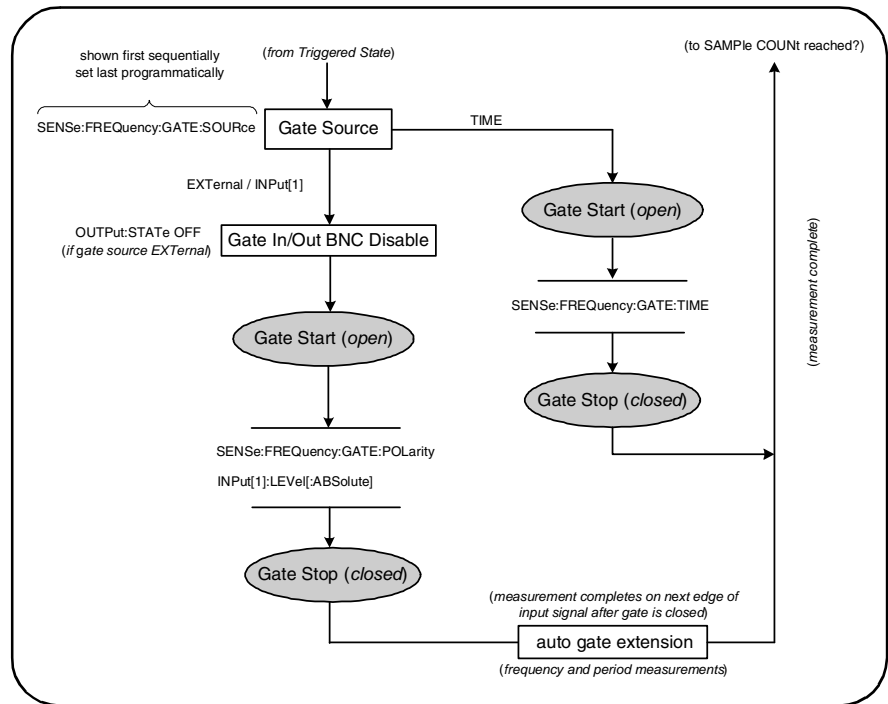 shown first sequentially
set last programmatically
(from Triggered State)
(to SAMPle COUNt reached?)
SENSe:FREQuency:GATE:SOURce
Gate Source
TIME
EXTernal / INPut[1]
Gate Start (open)
OUTPut:STATe OFF
(if gate source EXTernal)
Gate In/Out BNC Disable
SENSe:FREQuency:GATE:TIME
(measurement complete)
Gate Start (open)
Gate Stop (closed)
SENSe:FREQuency:GATE:POLarity
INPut[1]:LEVel[:ABSolute]
Gate Stop (closed)
(measurement completes on next edge of
input signal after gate is closed)
auto gate extension
(frequency and period measurements)